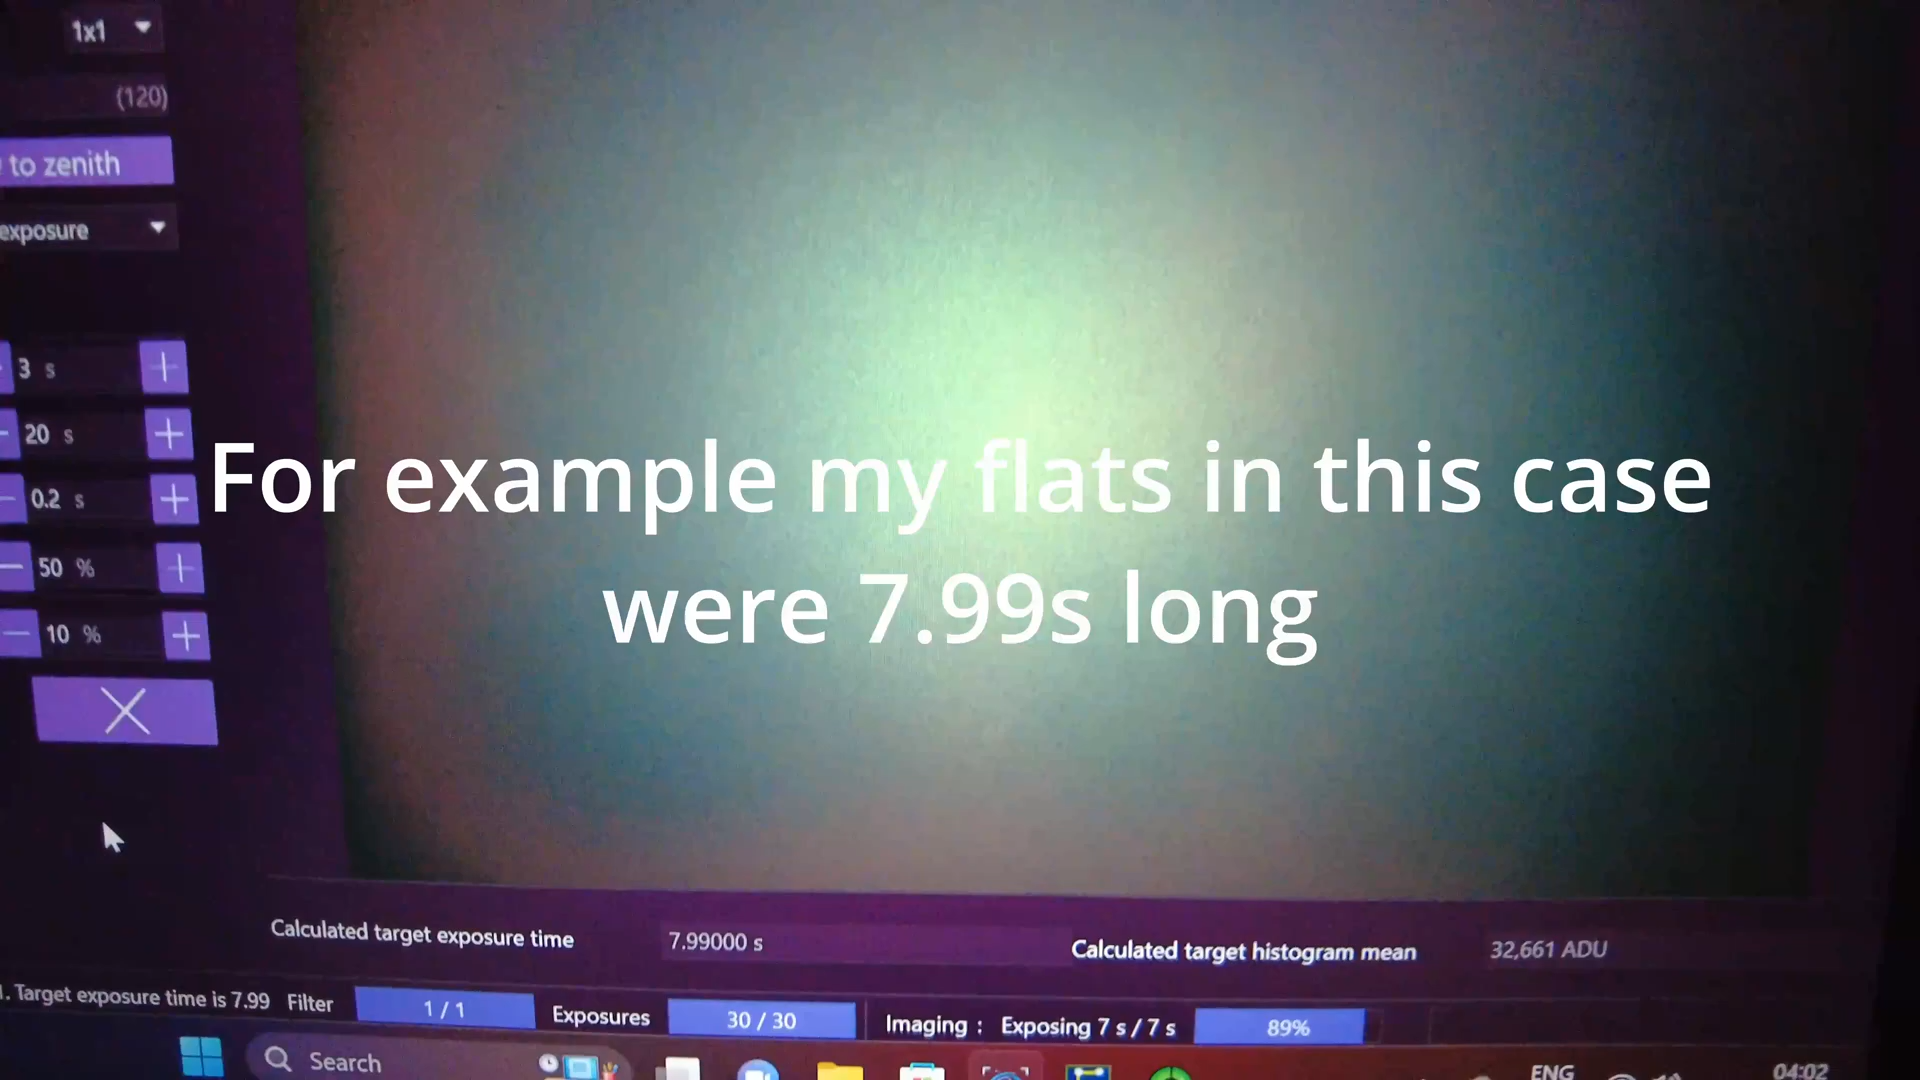 1x1
(120)
to zenith
exposure
3 s
20 s
0.2 s
50 %
10 %
For example my flats in this case
were 7.99s long
Calculated target exposure time 7.99000 s Calculated target histogram mean 32,661 ADU
. Target exposure time is 7.99 Filter 1 / 1 Exposures 30 / 30 Imaging : Exposing 7 s / 7 s 89%
Search ENG 04:02